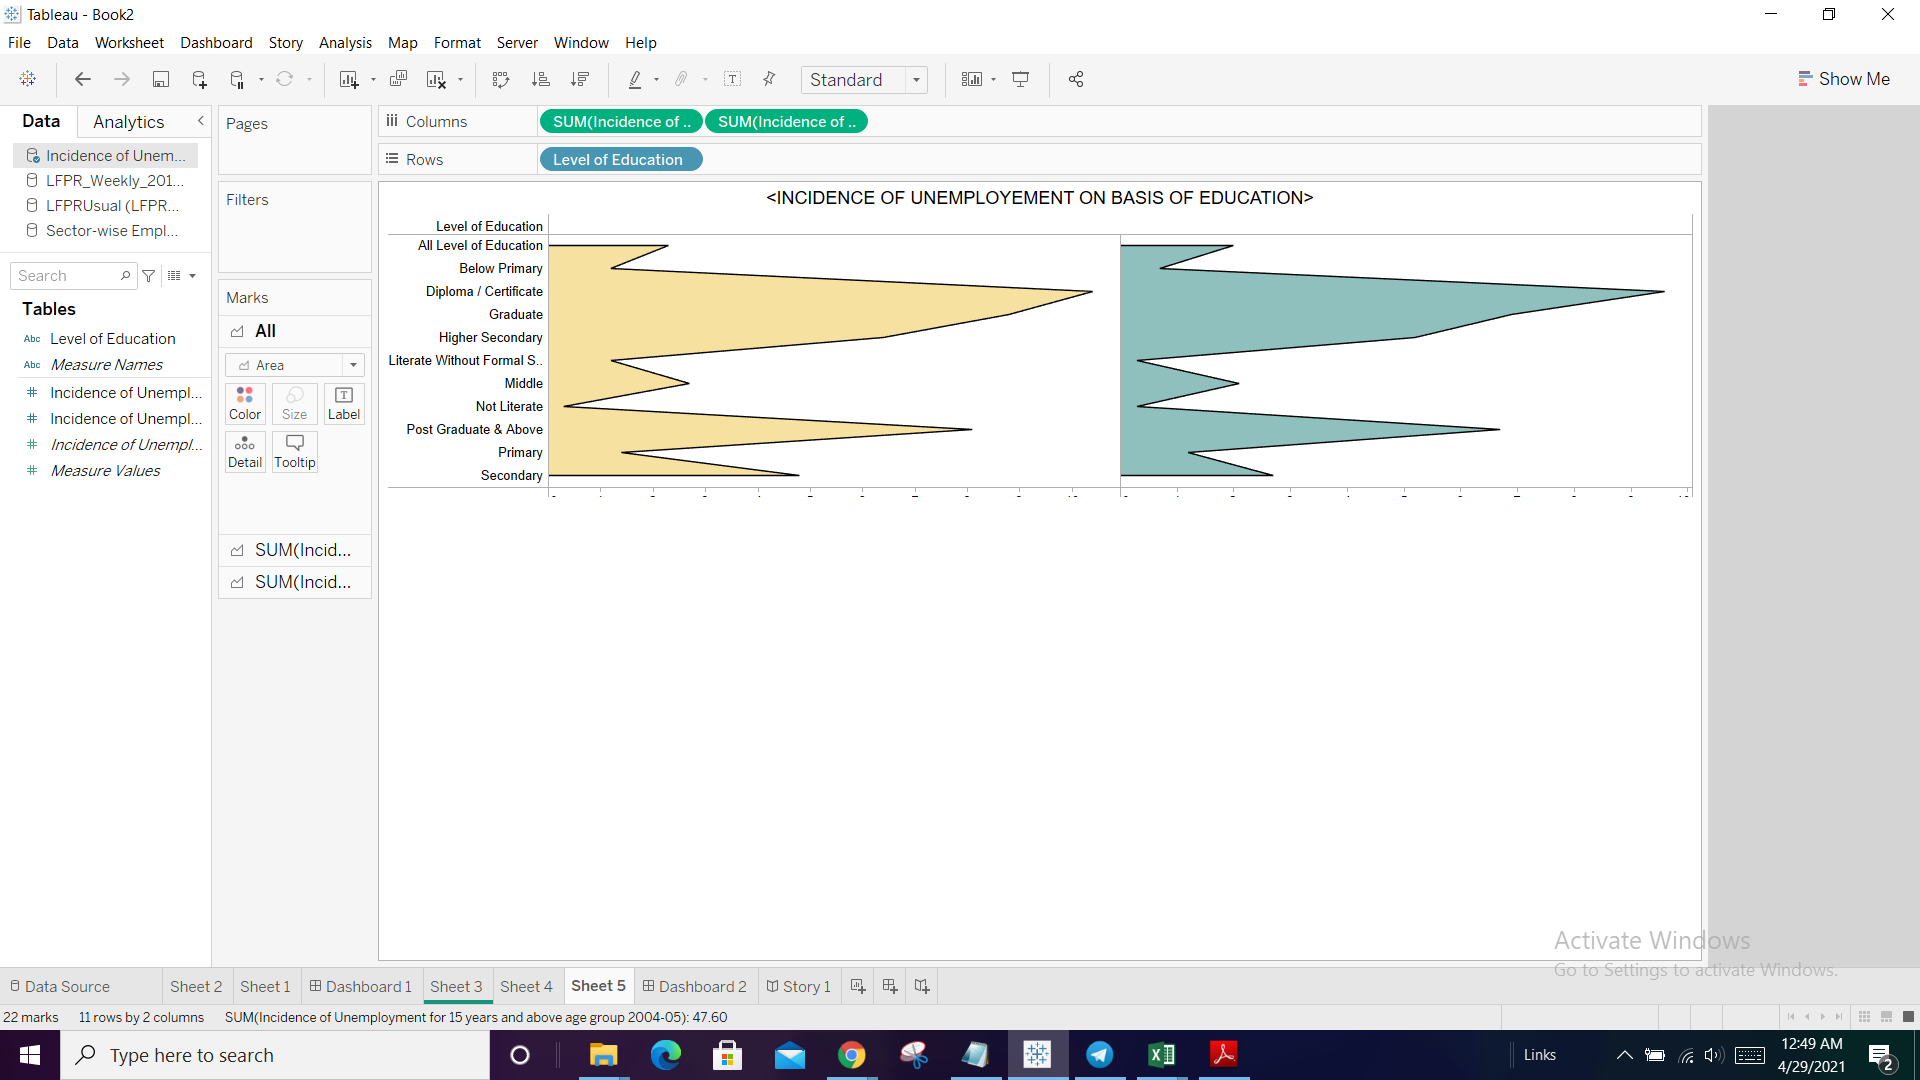 Tableau - Book2
File Data Worksheet Dashboard Story Analysis Map Format Server Window Help
Standard
Show Me
Data Analytics
Incidence of Unem...
LFPR_Weekly_201...
LFPRUsual (LFPR...
Sector-wise Empl...
Search
Tables
Abc Level of Education
Abc Measure Names
# Incidence of Unempl...
# Incidence of Unempl...
# Incidence of Unempl...
# Measure Values
Pages
Filters
Marks
All
Area
Color Size Label
Detail Tooltip
SUM(Incid...
SUM(Incid...
Columns SUM(Incidence of .. SUM(Incidence of ..
Rows Level of Education
<INCIDENCE OF UNEMPLOYEMENT ON BASIS OF EDUCATION>
Level of Education
All Level of Education
Below Primary
Diploma / Certificate
Graduate
Higher Secondary
Literate Without Formal S..
Middle
Not Literate
Post Graduate & Above
Primary
Secondary
Activate Windows
Go to Settings to activate Windows.
Data Source Sheet 2 Sheet 1 Dashboard 1 Sheet 3 Sheet 4 Sheet 5 Dashboard 2 Story 1
22 marks 11 rows by 2 columns SUM(Incidence of Unemployment for 15 years and above age group 2004-05): 47.60
Type here to search
Links
12:49 AM
4/29/2021
2